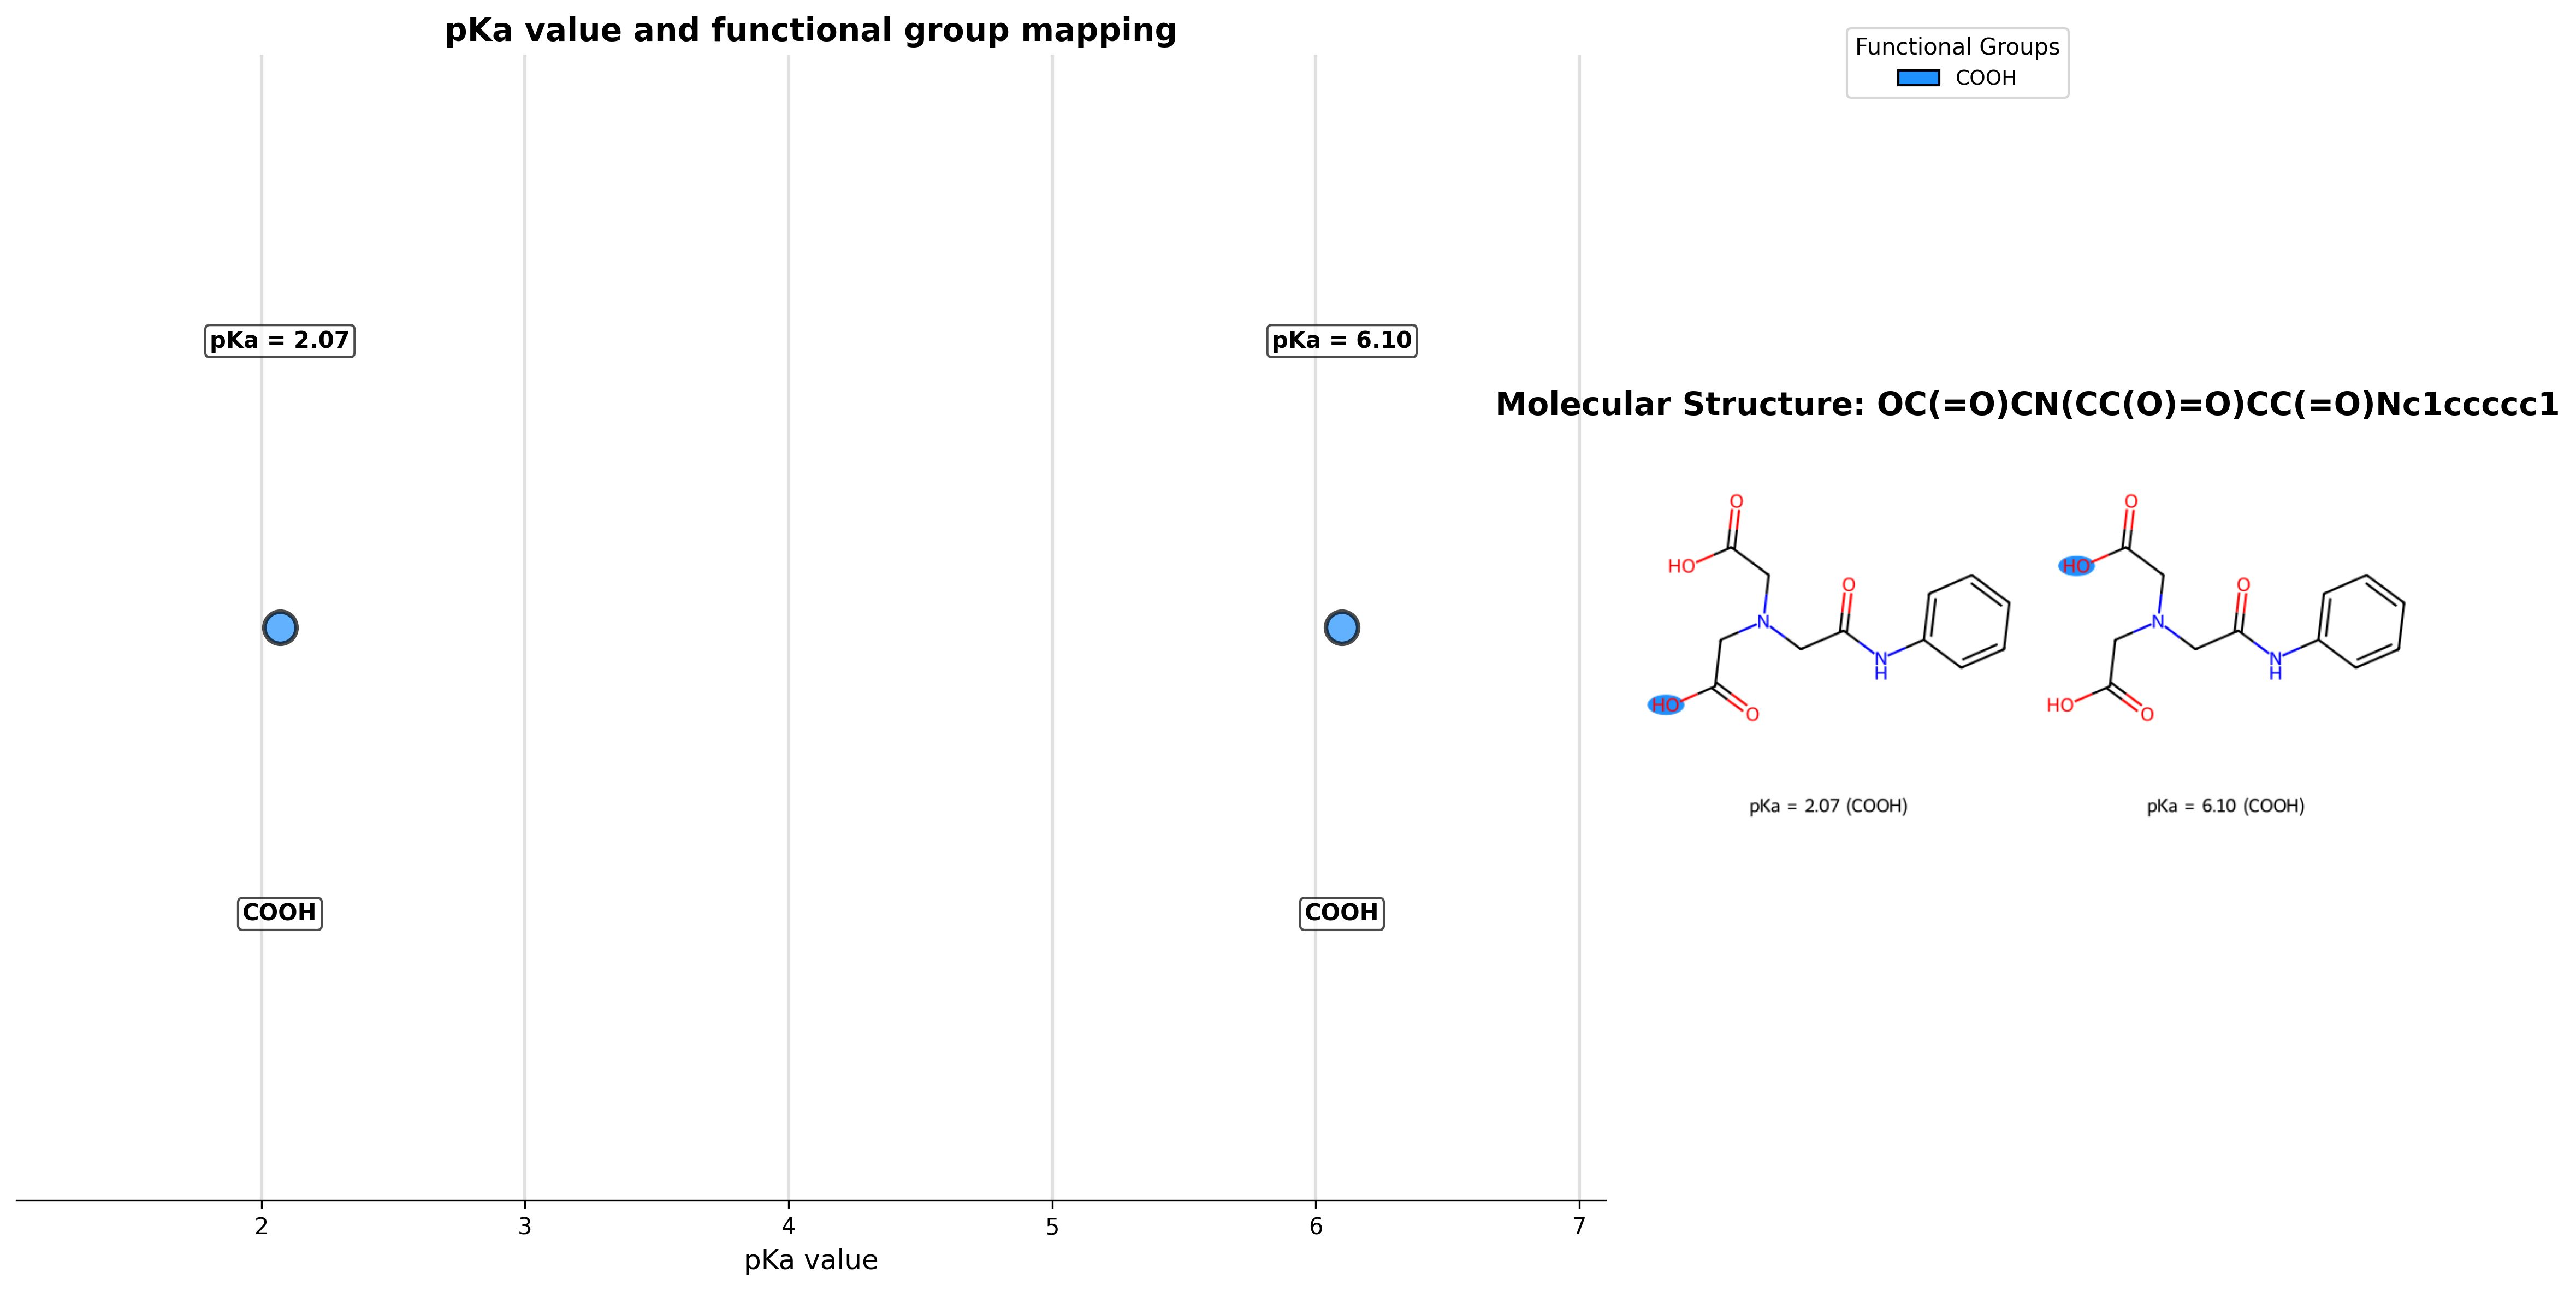 pKa value and functional group mapping
Functional Groups
COOH
pKa = 2.07
pKa = 6.10
Molecular Structure: OC(=O)CN(CC(O)=O)CC(=O)Nc1ccccc1
O
HO
O
N
N
H
HO
O
pKa = 2.07 (COOH)
O
HO
O
N
N
H
HO
O
pKa = 6.10 (COOH)
COOH
COOH
2
3
4
5
6
7
pKa value